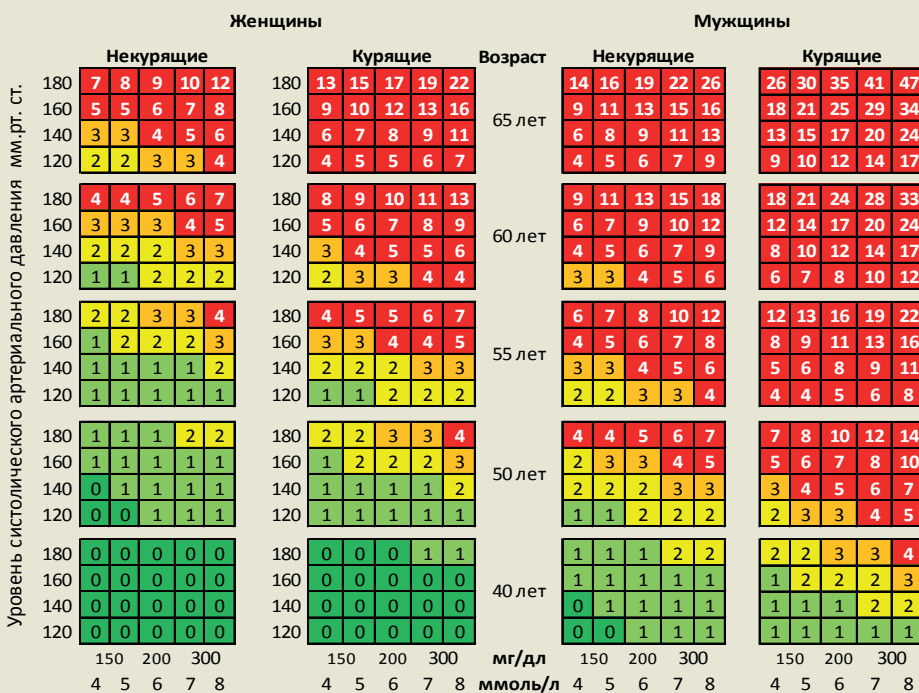 Женщины Мужщины
Некурящие Курящие Возраст Некурящие Курящие
Уровень систолического артериального давления мм.рт. ст.
180 7 8 9 10 12 180 13 15 17 19 22 14 16 19 22 26 26 30 35 41 47
160 5 5 6 7 8 160 9 10 12 13 16 9 11 13 15 16 18 21 25 29 34
65 лет
140 3 3 4 5 6 140 6 7 8 9 11 6 8 9 11 13 13 15 17 20 24
120 2 2 3 3 4 120 4 5 5 6 7 4 5 6 7 9 9 10 12 14 17
180 4 4 5 6 7 180 8 9 10 11 13 9 11 13 15 18 18 21 24 28 33
160 3 3 3 4 5 160 5 6 7 8 9 6 7 9 10 12 12 14 17 20 24
60 лет
140 2 2 2 3 3 140 3 4 5 5 6 4 5 6 7 9 8 10 12 14 17
120 1 1 2 2 2 120 2 3 3 4 4 3 3 4 5 6 6 7 8 10 12
180 2 2 3 3 4 180 4 5 5 6 7 6 7 8 10 12 12 13 16 19 22
160 1 2 2 2 3 160 3 3 4 4 5 4 5 6 7 8 8 9 11 13 16
55 лет
140 1 1 1 1 2 140 2 2 2 3 3 3 3 4 5 6 5 6 8 9 11
120 1 1 1 1 1 120 1 1 2 2 2 2 2 3 3 4 4 4 5 6 8
180 1 1 1 2 2 180 2 2 3 3 4 4 4 5 6 7 7 8 10 12 14
160 1 1 1 1 1 160 1 2 2 2 3 2 3 3 4 5 5 6 7 8 10
50 лет
140 0 1 1 1 1 140 1 1 1 1 2 2 2 2 3 3 3 4 5 6 7
120 0 0 1 1 1 120 1 1 1 1 1 1 1 2 2 2 2 3 3 4 5
180 0 0 0 0 0 180 0 0 0 1 1 1 1 1 2 2 2 2 3 3 4
160 0 0 0 0 0 160 0 0 0 0 0 1 1 1 1 1 1 2 2 2 3
40 лет
140 0 0 0 0 0 140 0 0 0 0 0 0 1 1 1 1 1 1 1 2 2
120 0 0 0 0 0 120 0 0 0 0 0 0 0 1 1 1 1 1 1 1 1
150 200 300 150 200 300 мг/дл 150 200 300 150 200 300
4 5 6 7 8 4 5 6 7 8 ммоль/л 4 5 6 7 8 4 5 6 7 8